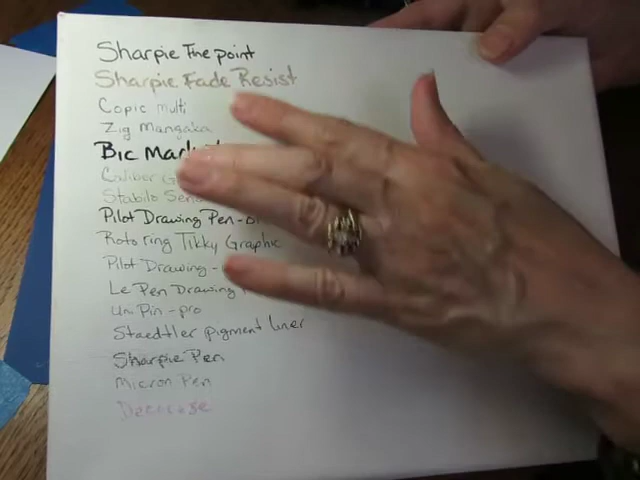 Sharpie Fine point
Sharpie Fade Resist
Copic multi
Zig Mangaka
Bic
Stabilo
Pilot Drawing Pen-
Rotoring Tikky Graphic
Pilot Drawing -
Le Pen Drawing
Uni Pin - pro
Staedtler pigment liner
Sharpie Pen
Micron Pen